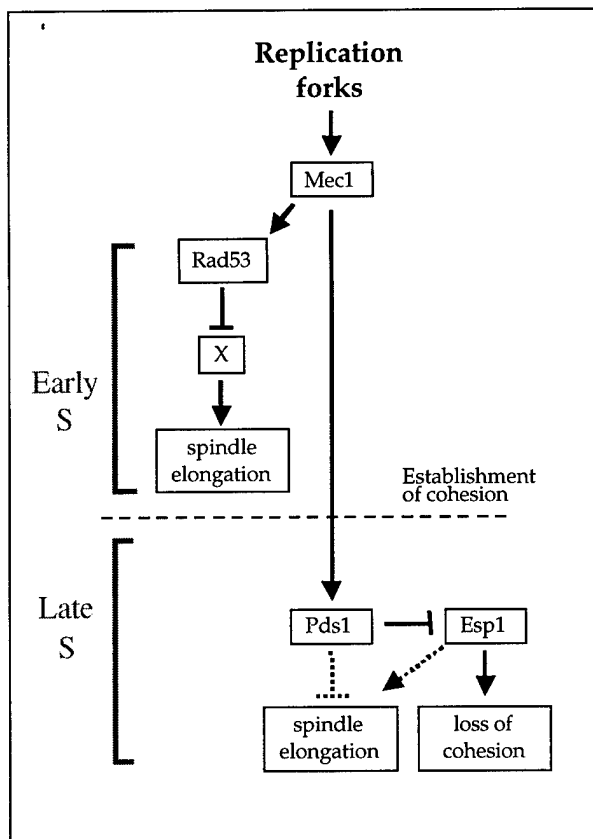 Replication
forks
Mec1
Rad53
X
Early
S
spindle
elongation
Establishment
of cohesion
Late
S
Pds1
Esp1
spindle
elongation
loss of
cohesion